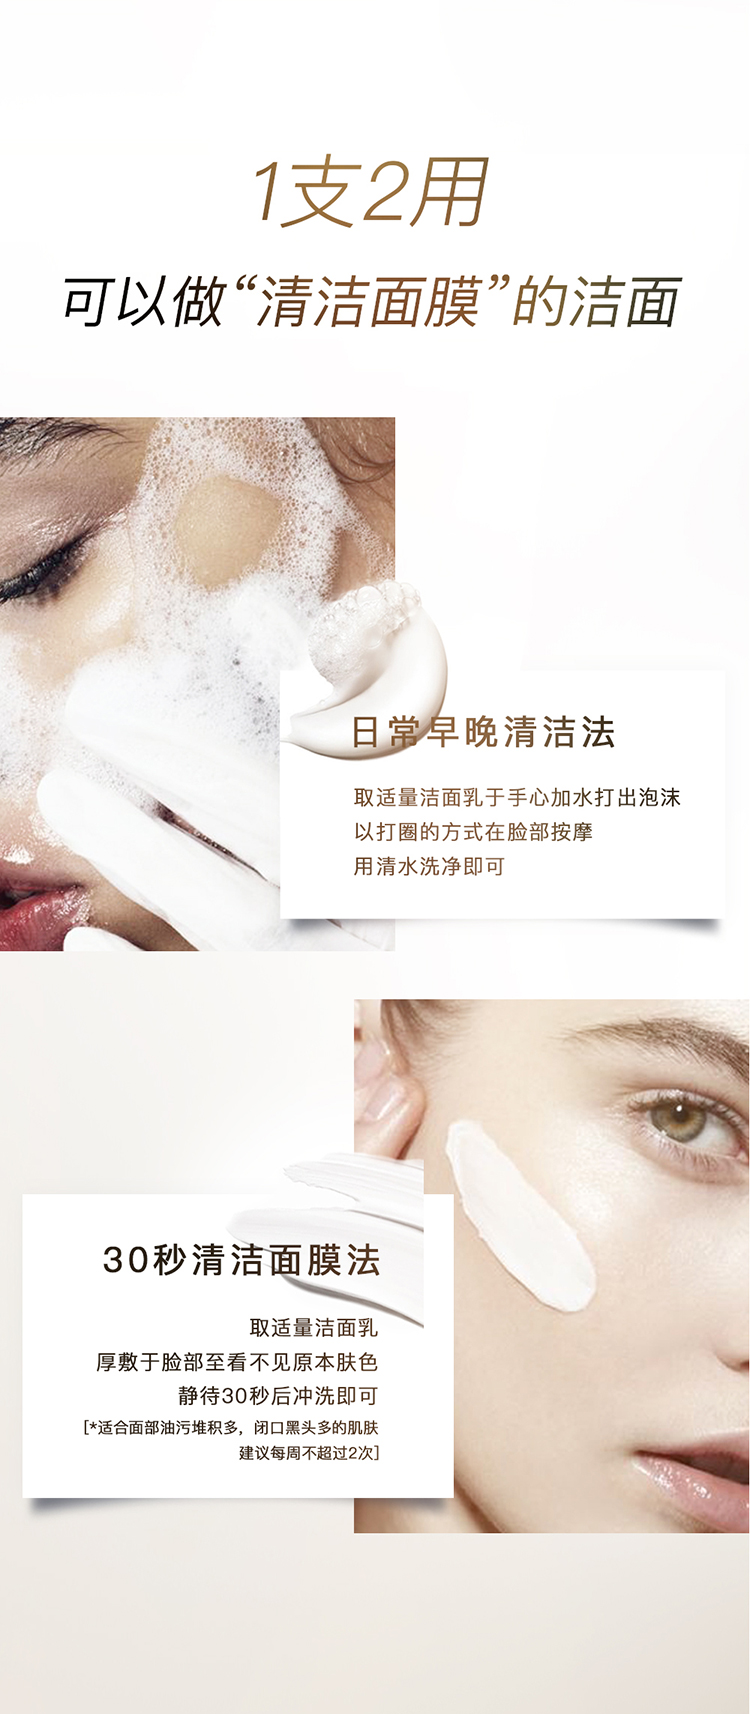 1支2用
可以做“清洁面膜”的洁面
日常早晚清洁法
取适量洁面乳于手心加水打出泡沫
以打圈的方式在脸部按摩
用清水洗净即可
30秒清洁面膜法
取适量洁面乳
厚敷于脸部至看不见原本肤色
静待30秒后冲洗即可
[*适合面部油污堆积多，闭口黑头多的肌肤
建议每周不超过2次]